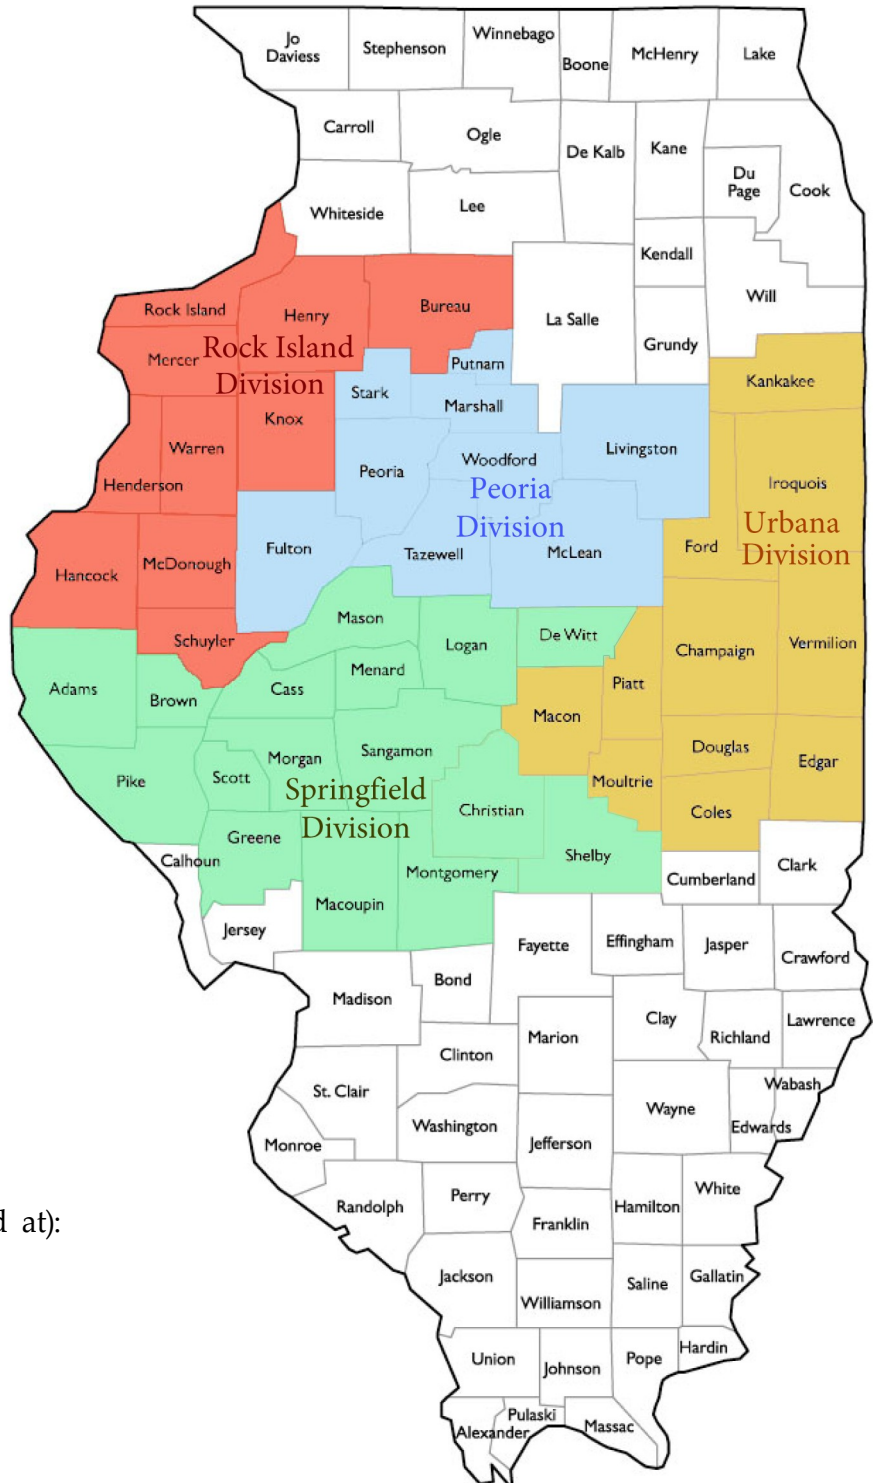 Jo
Daviess
Stephenson
Winnebago
Boone
McHenry
Lake
Carroll
Ogle
De Kalb
Kane
Du
Page
Cook
Whiteside
Lee
Kendall
Will
Rock Island
Henry
Bureau
La Salle
Grundy
Mercer
Rock Island
Division
Putnam
Stark
Marshall
Kankakee
Knox
Warren
Henderson
Peoria
Woodford
Livingston
Iroquois
Peoria
Division
Urbana
Division
Hancock
McDonough
Fulton
Tazewell
McLean
Ford
Schuyler
Mason
Logan
De Witt
Champaign
Vermilion
Adams
Brown
Cass
Menard
Piatt
Macon
Pike
Scott
Morgan
Sangamon
Springfield
Division
Christian
Moultrie
Douglas
Edgar
Coles
Greene
Calhoun
Shelby
Montgomery
Macoupin
Cumberland
Clark
Jersey
Fayette
Effingham
Jasper
Crawford
Madison
Bond
Clay
Richland
Lawrence
Marion
Clinton
St. Clair
Wabash
Wayne
Edwards
Washington
Jefferson
Monroe
Randolph
Perry
Franklin
Hamilton
White
d at):
Jackson
Williamson
Saline
Gallatin
Union
Johnson
Pope
Hardin
Pulaski
Alexander
Massac